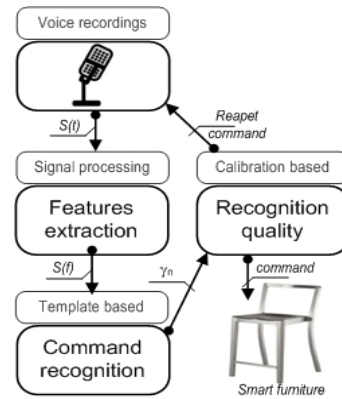 Voice recordings
S(t)
Reapet
command
Signal processing
Calibration based
Features
extraction
Recognition
quality
S(f)
γn
command
Template based
Command
recognition
Smart furniture